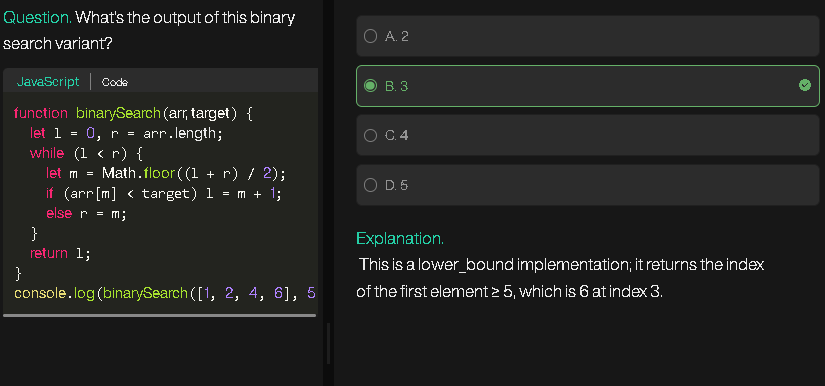 Question. What's the output of this binary
search variant?
JavaScript | Code
function binarySearch(arr, target) {
  let l = 0, r = arr.length;
  while (l < r) {
    let m = Math.floor((l + r) / 2);
    if (arr[m] < target) l = m + 1;
    else r = m;
  }
  return l;
}
console.log(binarySearch([1, 2, 4, 6], 5
A. 2
B. 3
C. 4
D. 5
Explanation.
This is a lower_bound implementation; it returns the index
of the first element ≥ 5, which is 6 at index 3.